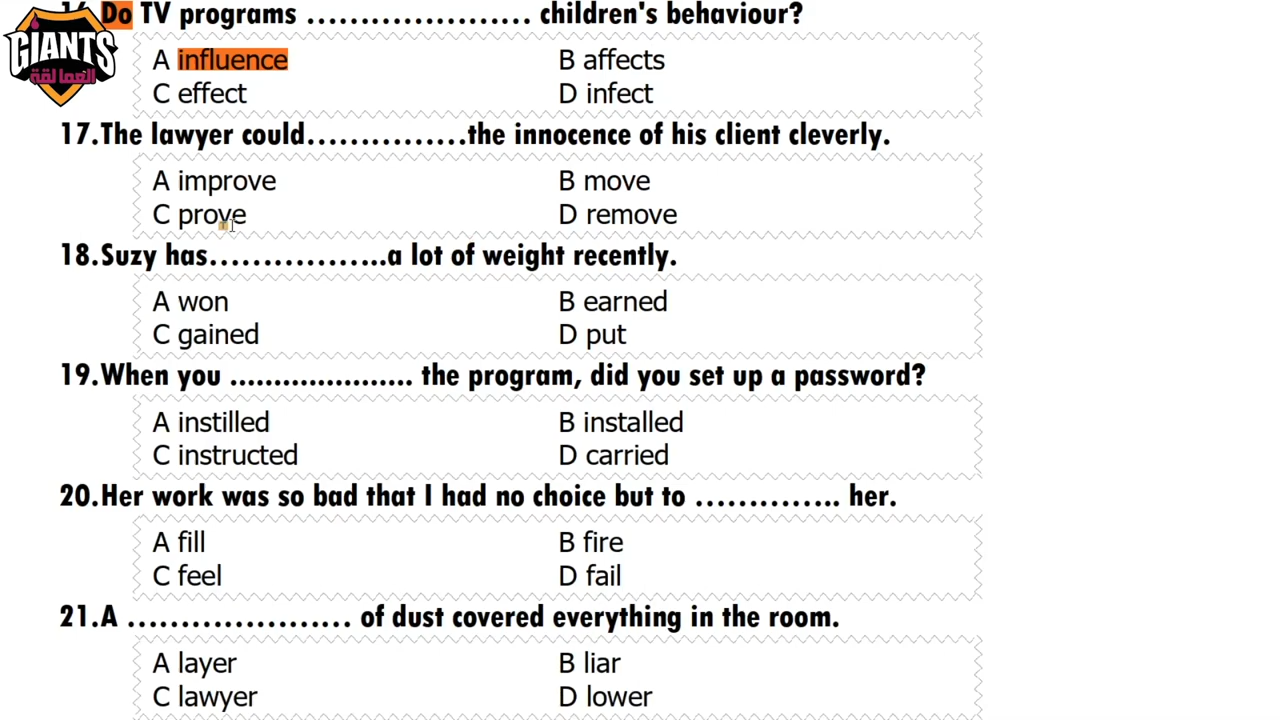 GIANTS
العمالقة
Do TV programs ………………… children's behaviour?
A influence B affects
C effect D infect
17.The lawyer could……………the innocence of his client cleverly.
A improve B move
C prove D remove
18.Suzy has……………..a lot of weight recently.
A won B earned
C gained D put
19.When you ..................... the program, did you set up a password?
A instilled B installed
C instructed D carried
20.Her work was so bad that I had no choice but to ………….. her.
A fill B fire
C feel D fail
21.A ………………… of dust covered everything in the room.
A layer B liar
C lawyer D lower